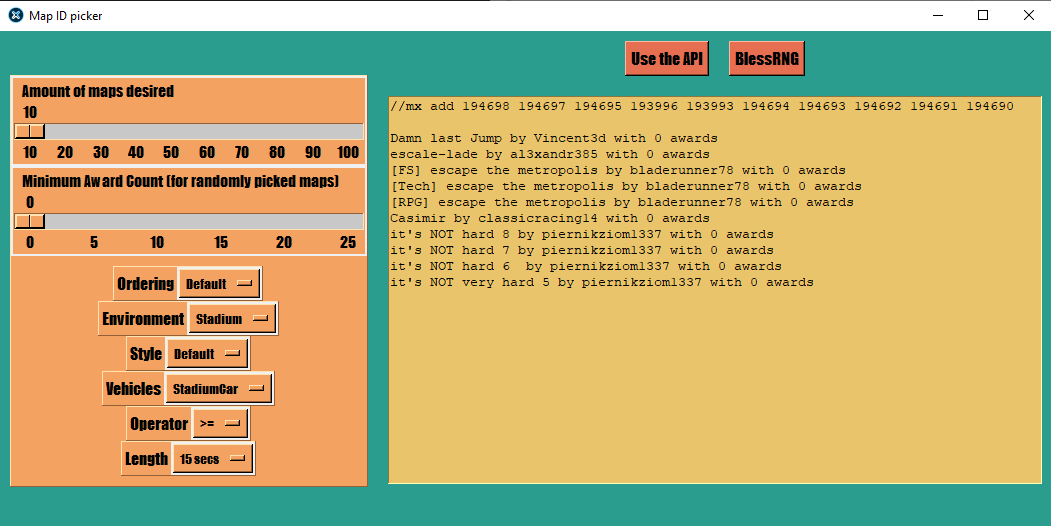 Map ID picker
Use the API BlessRNG
Amount of maps desired
10
10 20 30 40 50 60 70 80 90 100
Minimum Award Count (for randomly picked maps)
0
0 5 10 15 20 25
Ordering Default
Environment Stadium
Style Default
Vehicles StadiumCar
Operator >=
Length 15 secs
//mx add 194698 194697 194695 193996 193993 194694 194693 194692 194691 194690
Damn last Jump by Vincent3d with 0 awards
escale-lade by al3xandr385 with 0 awards
[FS] escape the metropolis by bladerunner78 with 0 awards
[Tech] escape the metropolis by bladerunner78 with 0 awards
[RPG] escape the metropolis by bladerunner78 with 0 awards
Casimir by classicracing14 with 0 awards
it's NOT hard 8 by piernikziom1337 with 0 awards
it's NOT hard 7 by piernikziom1337 with 0 awards
it's NOT hard 6  by piernikziom1337 with 0 awards
it's NOT very hard 5 by piernikziom1337 with 0 awards